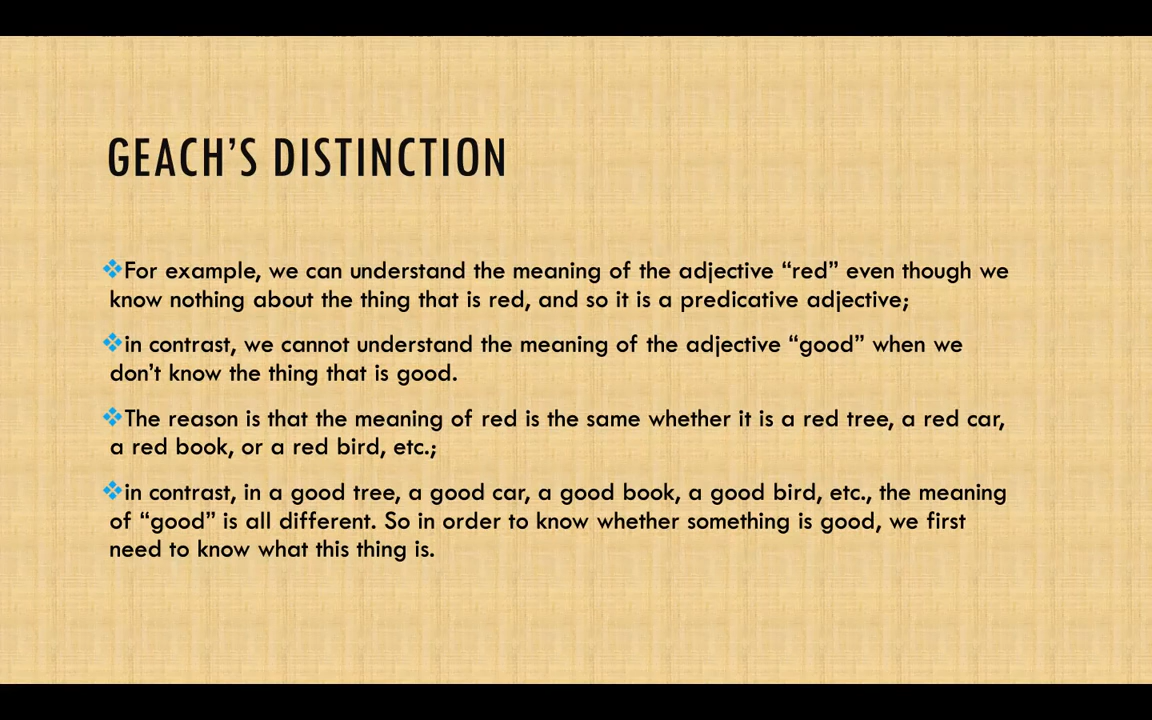 GEACH'S DISTINCTION
❖For example, we can understand the meaning of the adjective “red” even though we
know nothing about the thing that is red, and so it is a predicative adjective;
❖in contrast, we cannot understand the meaning of the adjective “good” when we
don't know the thing that is good.
❖The reason is that the meaning of red is the same whether it is a red tree, a red car,
a red book, or a red bird, etc.;
❖in contrast, in a good tree, a good car, a good book, a good bird, etc., the meaning
of “good” is all different. So in order to know whether something is good, we first
need to know what this thing is.